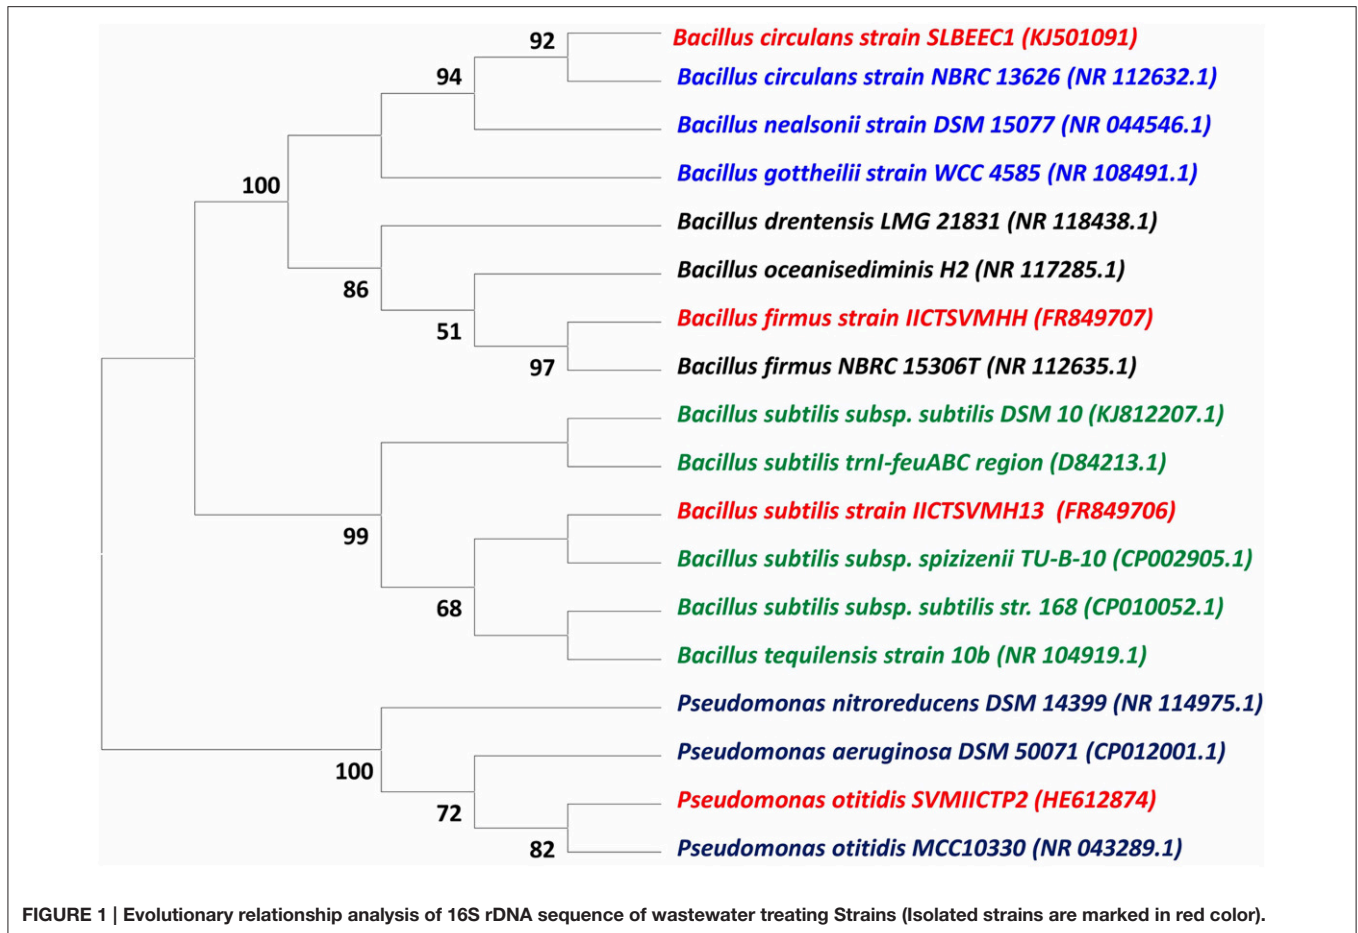 92
Bacillus circulans strain SLBEEC1 (KJ501091)
94
Bacillus circulans strain NBRC 13626 (NR 112632.1)
Bacillus nealsonii strain DSM 15077 (NR 044546.1)
100
Bacillus gottheilii strain WCC 4585 (NR 108491.1)
Bacillus drentensis LMG 21831 (NR 118438.1)
86
Bacillus oceanisediminis H2 (NR 117285.1)
51
Bacillus firmus strain IICTSVMHH (FR849707)
97
Bacillus firmus NBRC 15306T (NR 112635.1)
Bacillus subtilis subsp. subtilis DSM 10 (KJ812207.1)
Bacillus subtilis trnI-feuABC region (D84213.1)
Bacillus subtilis strain IICTSVMH13 (FR849706)
99
Bacillus subtilis subsp. spizizenii TU-B-10 (CP002905.1)
68
Bacillus subtilis subsp. subtilis str. 168 (CP010052.1)
Bacillus tequilensis strain 10b (NR 104919.1)
Pseudomonas nitroreducens DSM 14399 (NR 114975.1)
Pseudomonas aeruginosa DSM 50071 (CP012001.1)
100
Pseudomonas otitidis SVMIICTP2 (HE612874)
72
Pseudomonas otitidis MCC10330 (NR 043289.1)
82
FIGURE 1 | Evolutionary relationship analysis of 16S rDNA sequence of wastewater treating Strains (Isolated strains are marked in red color).